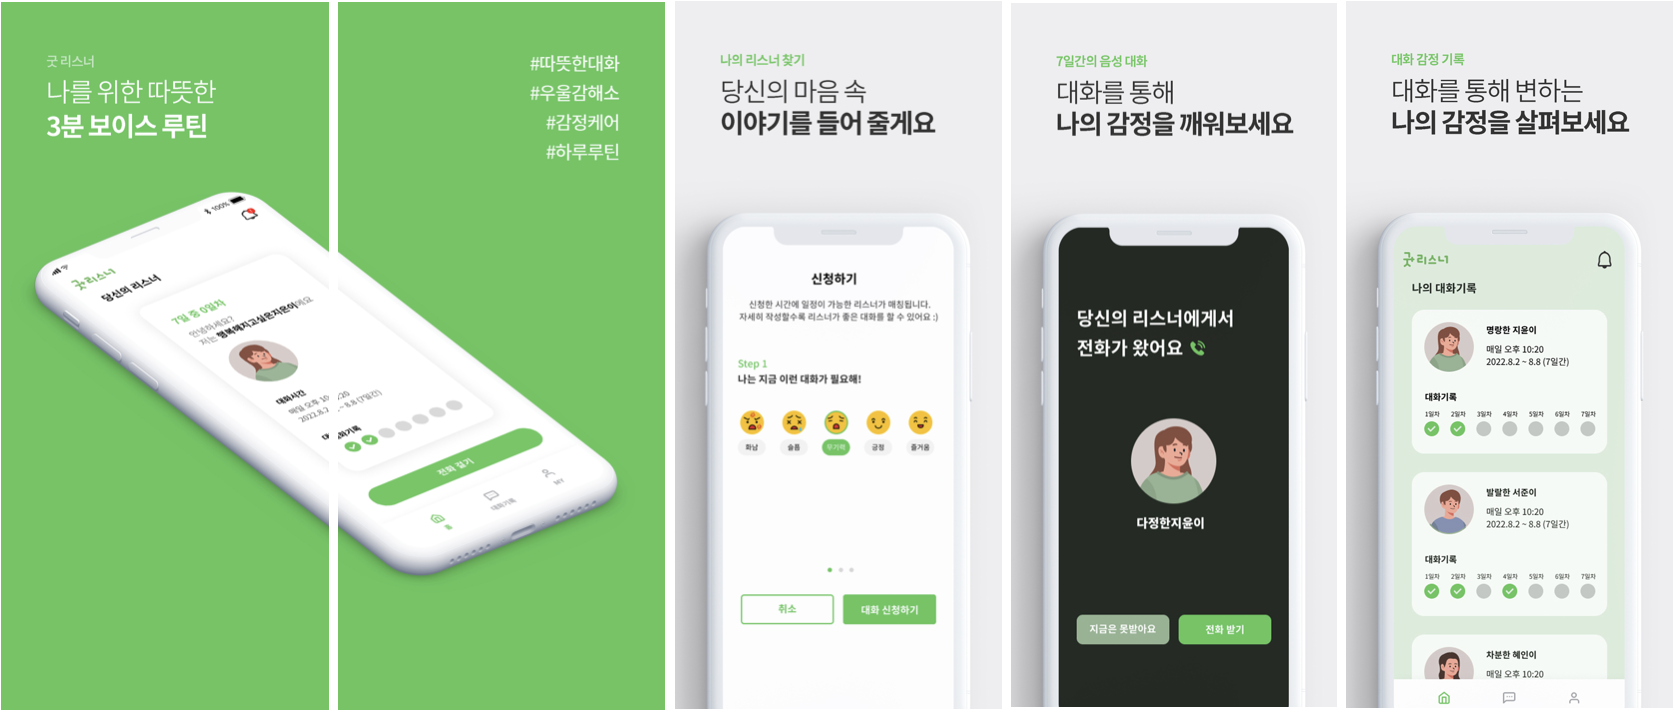 굿 리스너
나를 위한 따뜻한
3분 보이스 루틴
100%
굿 리스너
당신의 리스너
7일 중 0일차
안녕하세요?
저는 행복해지고싶은지은이에요
대화시간
매일 오후 10:20
2022.8.2 ~ 8.8 (7일간)
대화기록
전화 걸기
홈
대화기록
MY
#따뜻한대화
#우울감해소
#감정케어
#하루루틴
나의 리스너 찾기
당신의 마음 속
이야기를 들어 줄게요
신청하기
신청한 시간에 일정이 가능한 리스너가 매칭됩니다.
자세히 작성할수록 리스너가 좋은 대화를 할 수 있어요 :)
Step 1
나는 지금 이런 대화가 필요해!
화남 슬픔 무기력 긍정 즐거움
취소 대화 신청하기
7일간의 음성 대화
대화를 통해
나의 감정을 깨워보세요
당신의 리스너에게서
전화가 왔어요
다정한지윤이
지금은 못받아요 전화 받기
대화 감정 기록
대화를 통해 변하는
나의 감정을 살펴보세요
굿 리스너
나의 대화기록
명랑한 지윤이
매일 오후 10:20
2022.8.2 ~ 8.8 (7일간)
대화기록
1일차 2일차 3일차 4일차 5일차 6일차 7일차
발랄한 서준이
매일 오후 10:20
2022.8.2 ~ 8.8 (7일간)
대화기록
1일차 2일차 3일차 4일차 5일차 6일차 7일차
차분한 혜인이
매일 오후 10:20